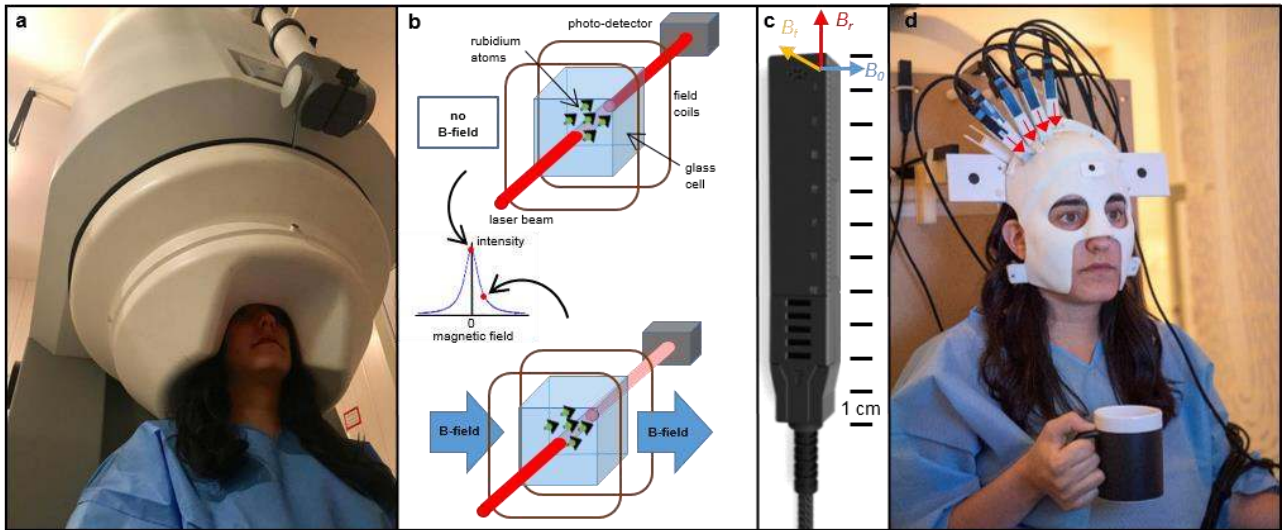 a
b
photo-detector
rubidium
atoms
no
B-field
field
coils
glass
cell
laser beam
intensity
0
magnetic field
B-field
B-field
c
B_r
B_t
B_0
1 cm
d